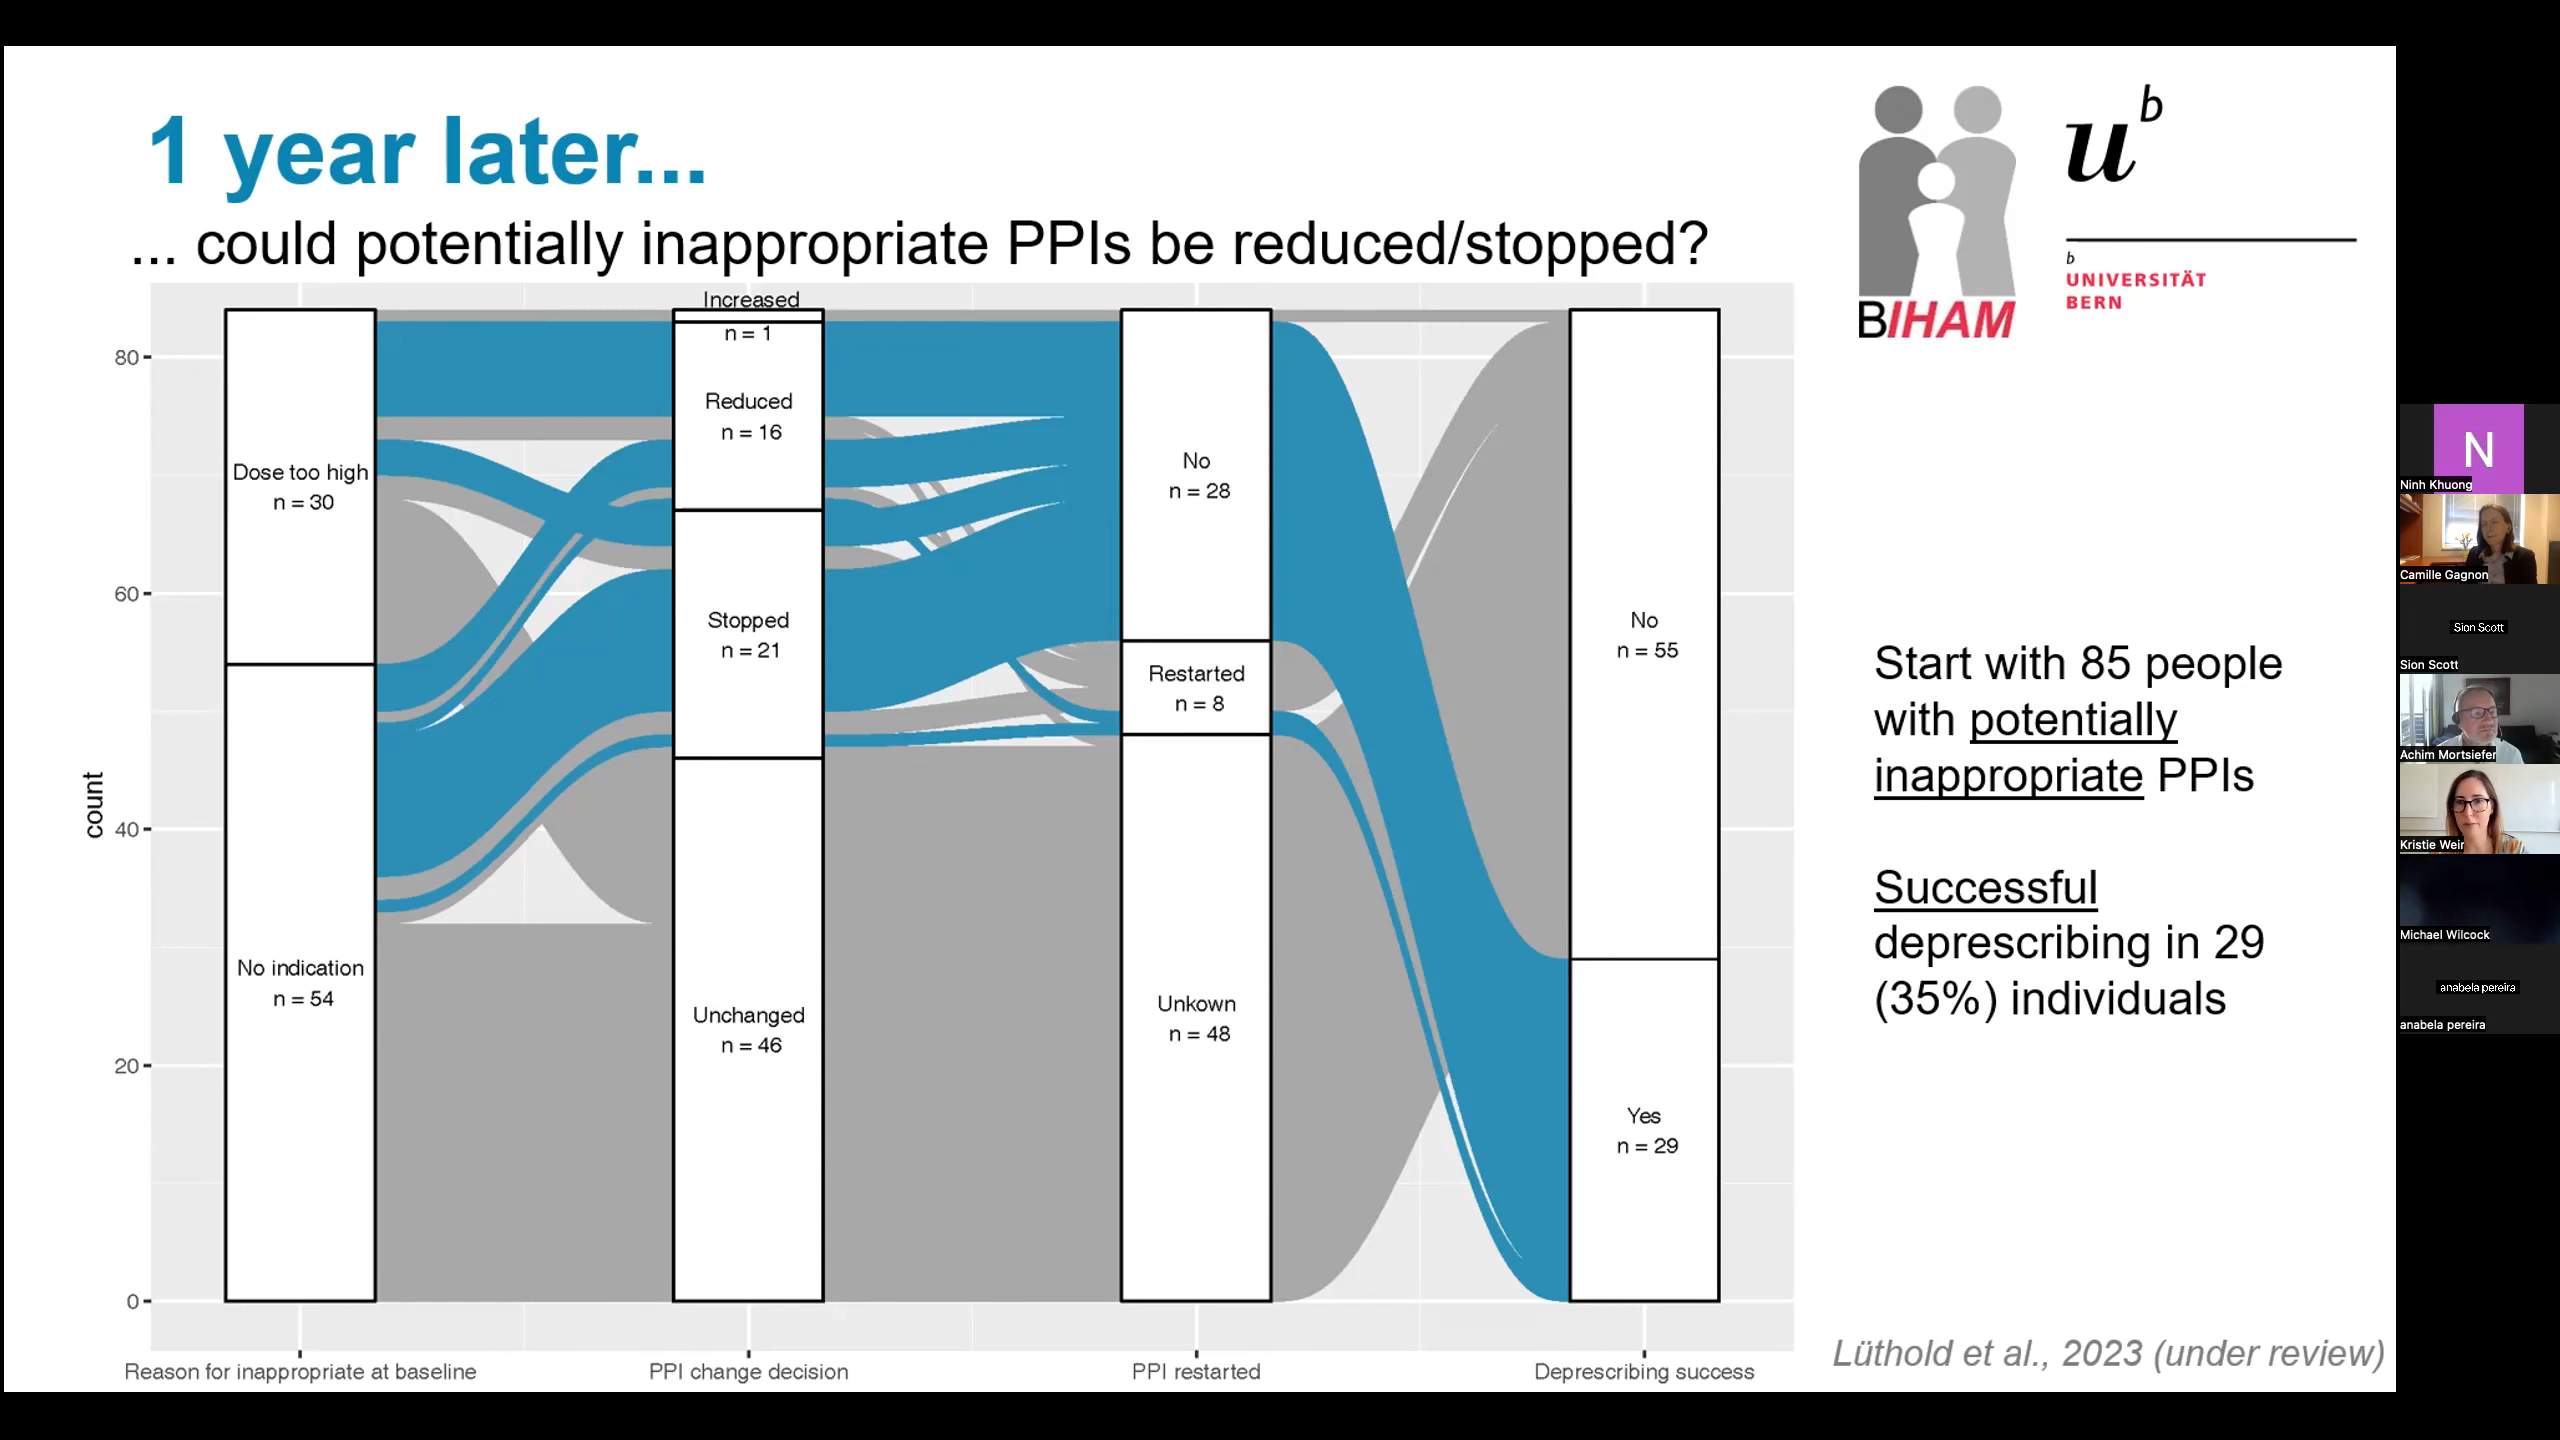 1 year later...
... could potentially inappropriate PPIs be reduced/stopped?
BIHAM
u b
b
UNIVERSITÄT
BERN
count
80
60
40
20
0
Dose too high
n = 30
No indication
n = 54
Increased
n = 1
Reduced
n = 16
Stopped
n = 21
Unchanged
n = 46
No
n = 28
Restarted
n = 8
Unkown
n = 48
No
n = 55
Yes
n = 29
Reason for inappropriate at baseline
PPI change decision
PPI restarted
Deprescribing success
Start with 85 people
with potentially
inappropriate PPIs
Successful
deprescribing in 29
(35%) individuals
Lüthold et al., 2023 (under review)
N
Ninh Khuong
Camille Gagnon
Sion Scott
Sion Scott
Achim Mortsiefer
Kristie Weir
Michael Wilcock
anabela pereira
anabela pereira